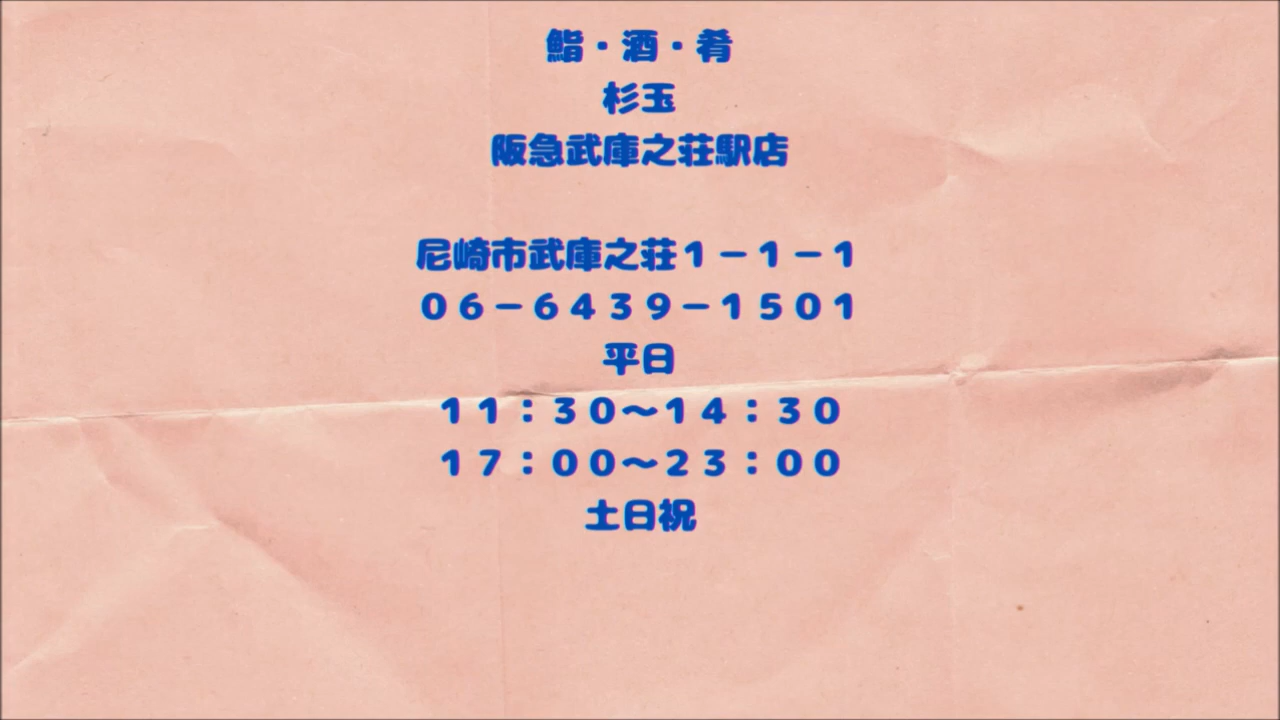 鮨・酒・肴
杉玉
阪急武庫之荘駅店
尼崎市武庫之荘１－１－１
０６－６４３９－１５０１
平日
１１：３０～１４：３０
１７：００～２３：００
土日祝